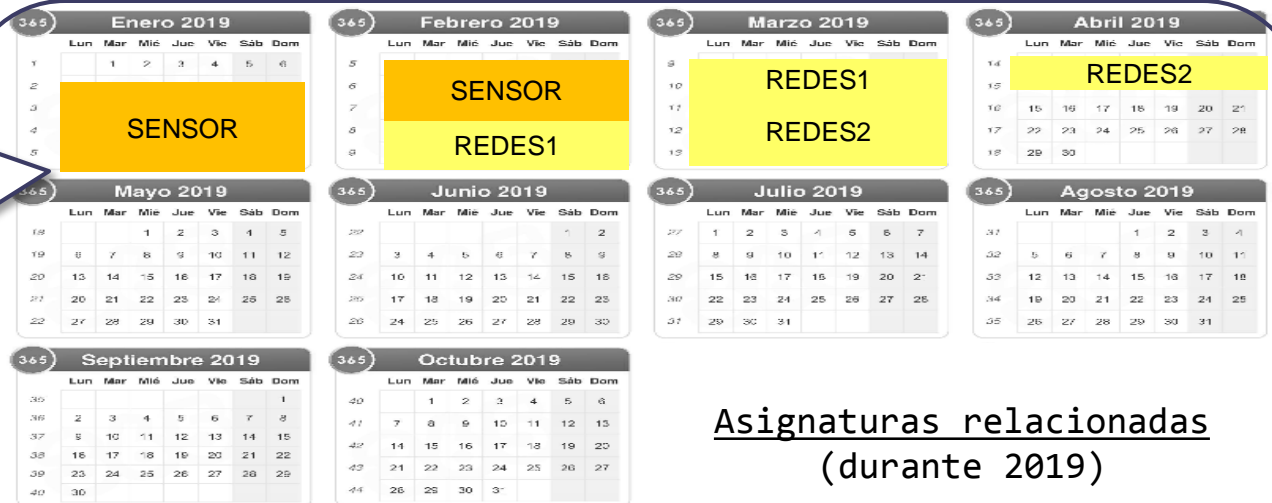 365 Enero 2019
Lun Mar Mié Jue Vie Sáb Dom
1 1 2 3 4 5 6
2
3
4
5
SENSOR
365 Febrero 2019
Lun Mar Mié Jue Vie Sáb Dom
5
6
7
8
9
SENSOR
REDES1
365 Marzo 2019
Lun Mar Mié Jue Vie Sáb Dom
9
10
11
12
13
REDES1
REDES2
365 Abril 2019
Lun Mar Mié Jue Vie Sáb Dom
14
15
REDES2
16 15 16 17 18 19 20 21
17 22 23 24 25 26 27 28
18 29 30
365 Mayo 2019
Lun Mar Mié Jue Vie Sáb Dom
18 1 2 3 4 5
19 6 7 8 9 10 11 12
20 13 14 15 16 17 18 19
21 20 21 22 23 24 25 26
22 27 28 29 30 31
365 Junio 2019
Lun Mar Mié Jue Vie Sáb Dom
22 1 2
23 3 4 5 6 7 8 9
24 10 11 12 13 14 15 16
25 17 18 19 20 21 22 23
26 24 25 26 27 28 29 30
365 Julio 2019
Lun Mar Mié Jue Vie Sáb Dom
27 1 2 3 4 5 6 7
28 8 9 10 11 12 13 14
29 15 16 17 18 19 20 21
30 22 23 24 25 26 27 28
31 29 30 31
365 Agosto 2019
Lun Mar Mié Jue Vie Sáb Dom
31 1 2 3 4
32 5 6 7 8 9 10 11
33 12 13 14 15 16 17 18
34 19 20 21 22 23 24 25
35 26 27 28 29 30 31
365 Septiembre 2019
Lun Mar Mié Jue Vie Sáb Dom
35 1
36 2 3 4 5 6 7 8
37 9 10 11 12 13 14 15
38 16 17 18 19 20 21 22
39 23 24 25 26 27 28 29
40 30
365 Octubre 2019
Lun Mar Mié Jue Vie Sáb Dom
40 1 2 3 4 5 6
41 7 8 9 10 11 12 13
42 14 15 16 17 18 19 20
43 21 22 23 24 25 26 27
44 28 29 30 31
Asignaturas relacionadas
(durante 2019)